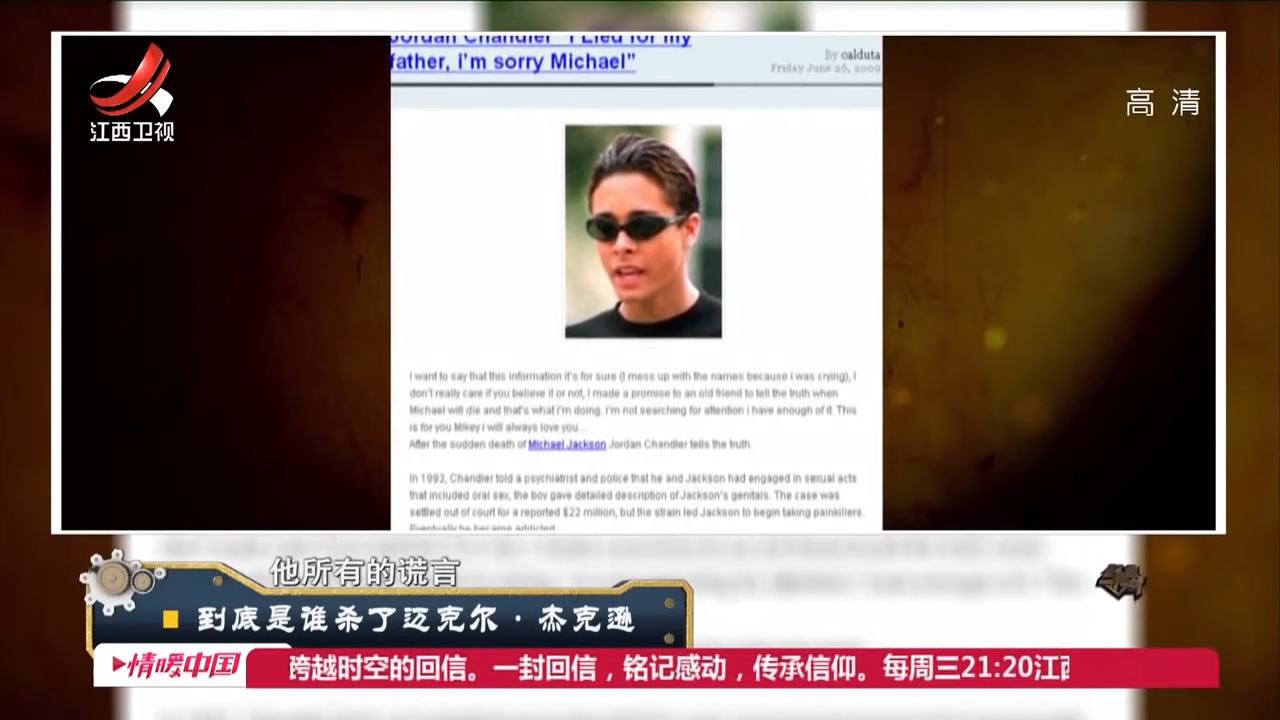 Jordan Chandler "I Lied for my
father, i'm sorry Michael"
By calduta
Friday June 26, 2009
江西卫视
高清
I want to say that this information it's for sure (I mess up with the names because i was crying), I
don't really care if you believe it or not, I made a promise to an old friend to tell the truth when
Michael will die and that's what i'm doing. I'm not searching for attention i have enough of it. This
is for you Mikey i will always love you...
After the sudden death of Michael Jackson Jordan Chandler tells the truth.
In 1993, Chandler told a psychiatrist and police that he and Jackson had engaged in sexual acts
that included oral sex, the boy gave detailed description of Jackson's genitals. The case was
settled out of court for a reported $22 million, but the strain led Jackson to begin taking painkillers.
Eventually he became addicted.
他所有的谎言
到底是谁杀了迈克尔·杰克逊
情暖中国
跨越时空的回信。一封回信，铭记感动，传承信仰。每周三21:20江西